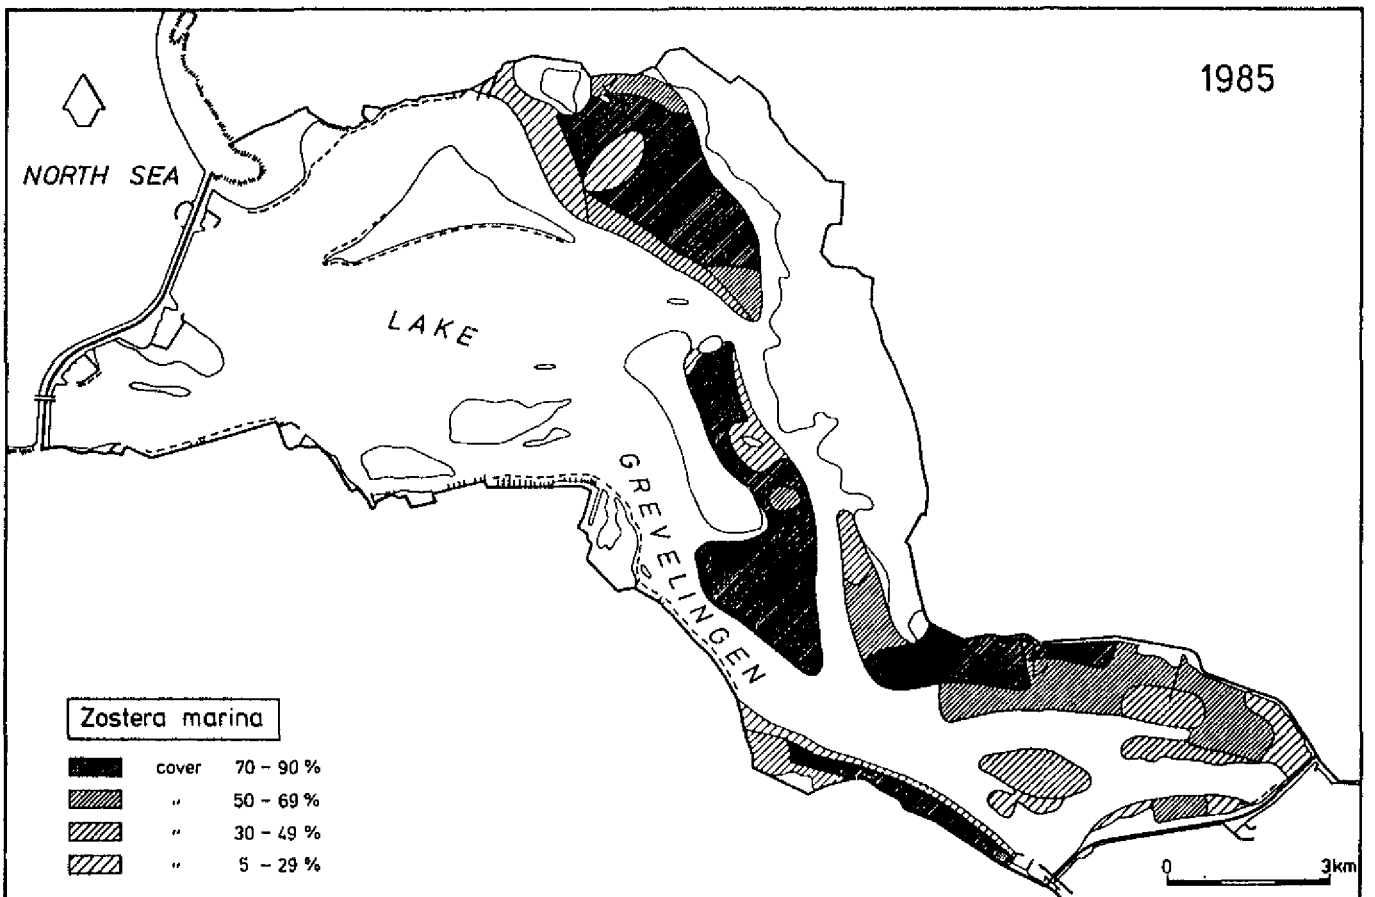 1985
NORTH SEA
LAKE
GREVELINGEN
Zostera marina
cover 70 - 90 %
" 50 - 69 %
" 30 - 49 %
" 5 - 29 %
0 3km